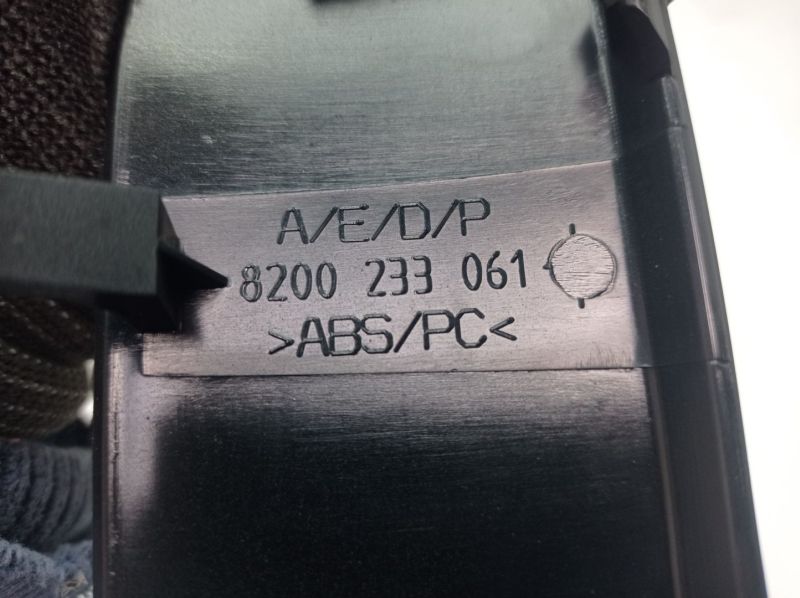 A/E/D/P
8200 233 061
>ABS/PC<